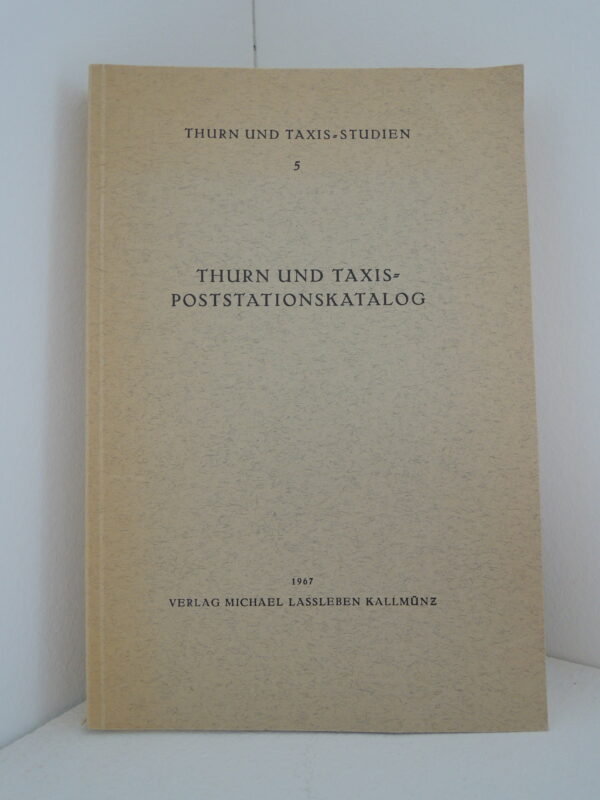 THURN UND TAXIS-STUDIEN
5
THURN UND TAXIS-
POSTSTATIONSKATALOG
1967
VERLAG MICHAEL LASSLEBEN KALLMÜNZ